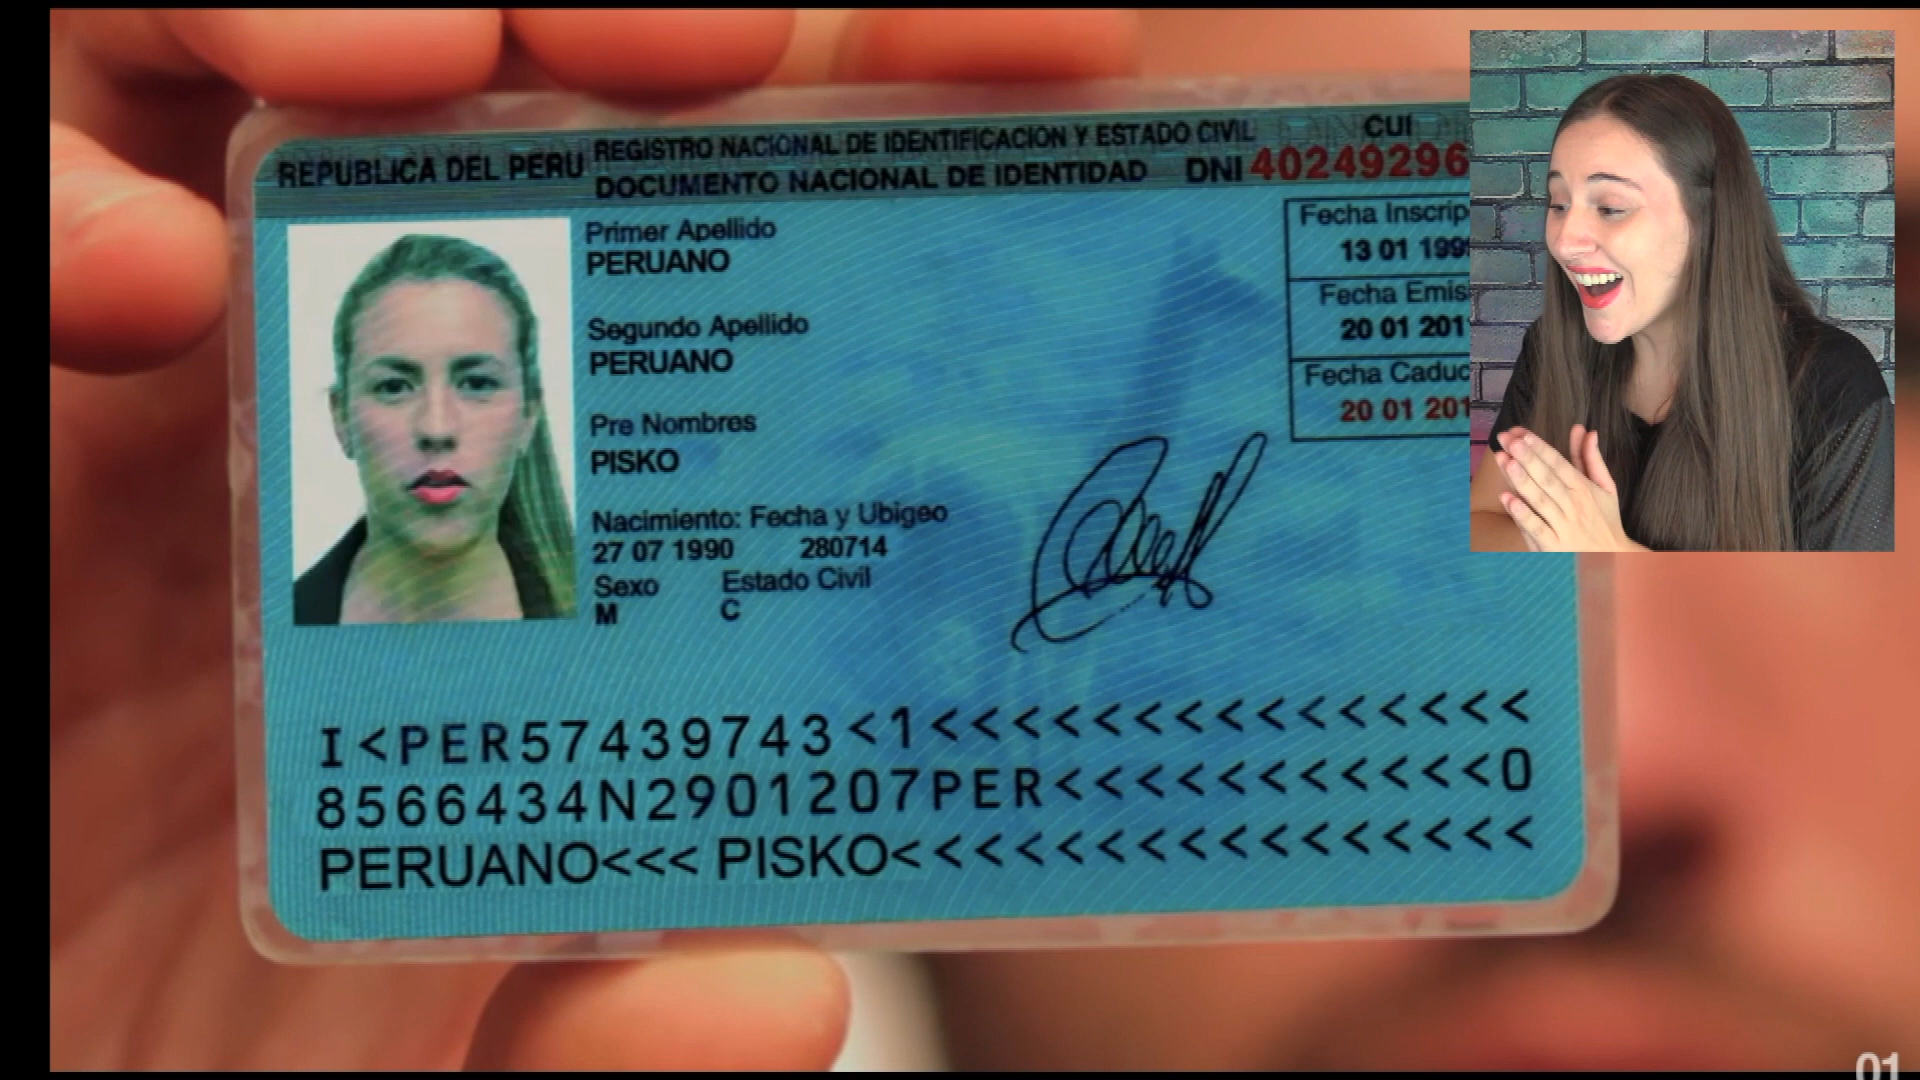 REPUBLICA DEL PERU
REGISTRO NACIONAL DE IDENTIFICACION Y ESTADO CIVIL
DOCUMENTO NACIONAL DE IDENTIDAD
CUI
DNI 40249296
Primer Apellido
PERUANO
Segundo Apellido
PERUANO
Pre Nombres
PISKO
Nacimiento: Fecha y Ubigeo
27 07 1990 280714
Sexo Estado Civil
M C
Fecha Inscrip
13 01 199
Fecha Emis
20 01 201
Fecha Caduc
20 01 201
I<PER57439743<1<<<<<<<<<<<<<<<
8566434N2901207PER<<<<<<<<<<<0
PERUANO<<< PISKO<<<<<<<<<<<<<<<<
01